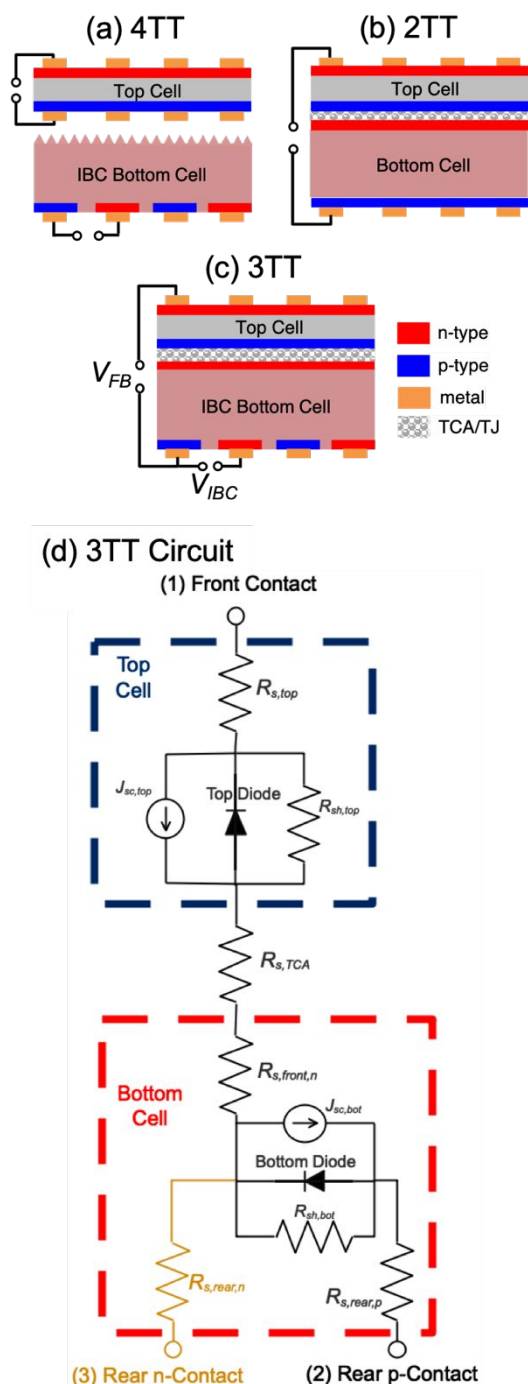 (a) 4TT
Top Cell
IBC Bottom Cell
(b) 2TT
Top Cell
Bottom Cell
(c) 3TT
Top Cell
IBC Bottom Cell
V_FB
V_IBC
n-type
p-type
metal
TCA/TJ
(d) 3TT Circuit
(1) Front Contact
Top
Cell
R_s,top
J_sc,top
Top Diode
R_sh,top
R_s,TCA
Bottom
Cell
R_s,front,n
J_sc,bot
Bottom Diode
R_sh,bot
R_s,rear,n
R_s,rear,p
(3) Rear n-Contact
(2) Rear p-Contact